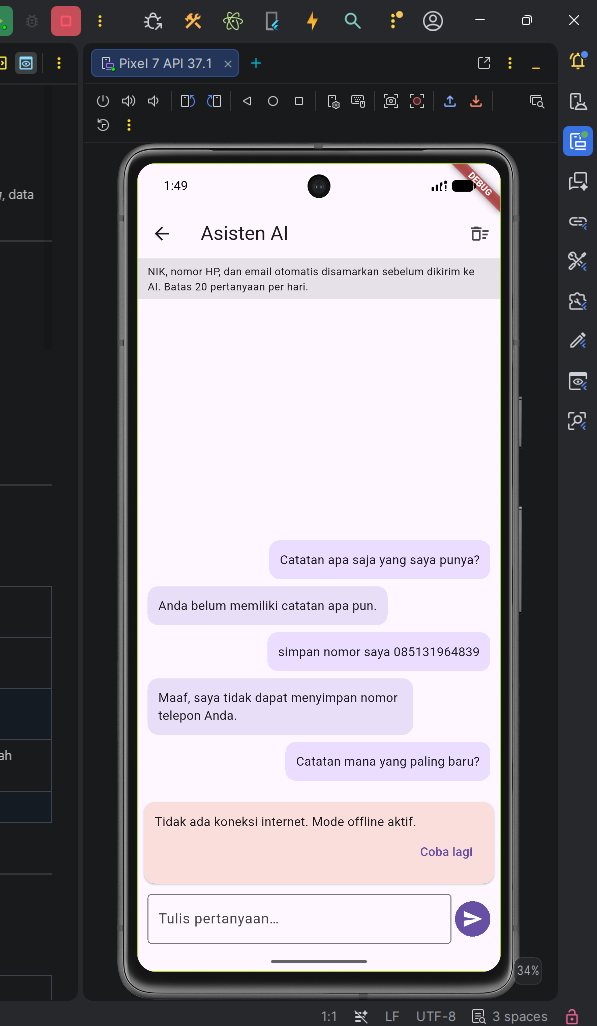 Pixel 7 API 37.1
, data
1:49
DEBUG
Asisten AI
NIK, nomor HP, dan email otomatis disamarkan sebelum dikirim ke
AI. Batas 20 pertanyaan per hari.
Catatan apa saja yang saya punya?
Anda belum memiliki catatan apa pun.
simpan nomor saya 085131964839
Maaf, saya tidak dapat menyimpan nomor
telepon Anda.
Catatan mana yang paling baru?
ah
Tidak ada koneksi internet. Mode offline aktif.
Coba lagi
Tulis pertanyaan...
34%
1:1 LF UTF-8 3 spaces